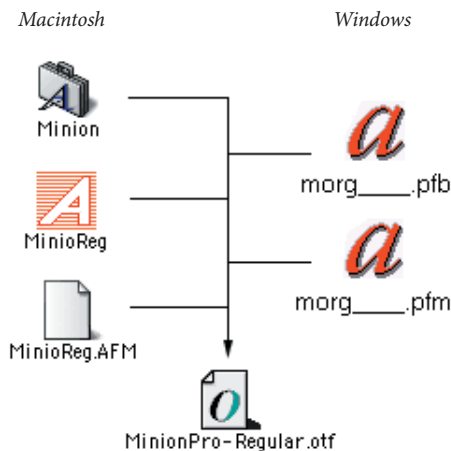 Macintosh
Windows
Minion
morg____.pfb
MinioReg
morg____.pfm
MinioReg.AFM
MinionPro-Regular.otf